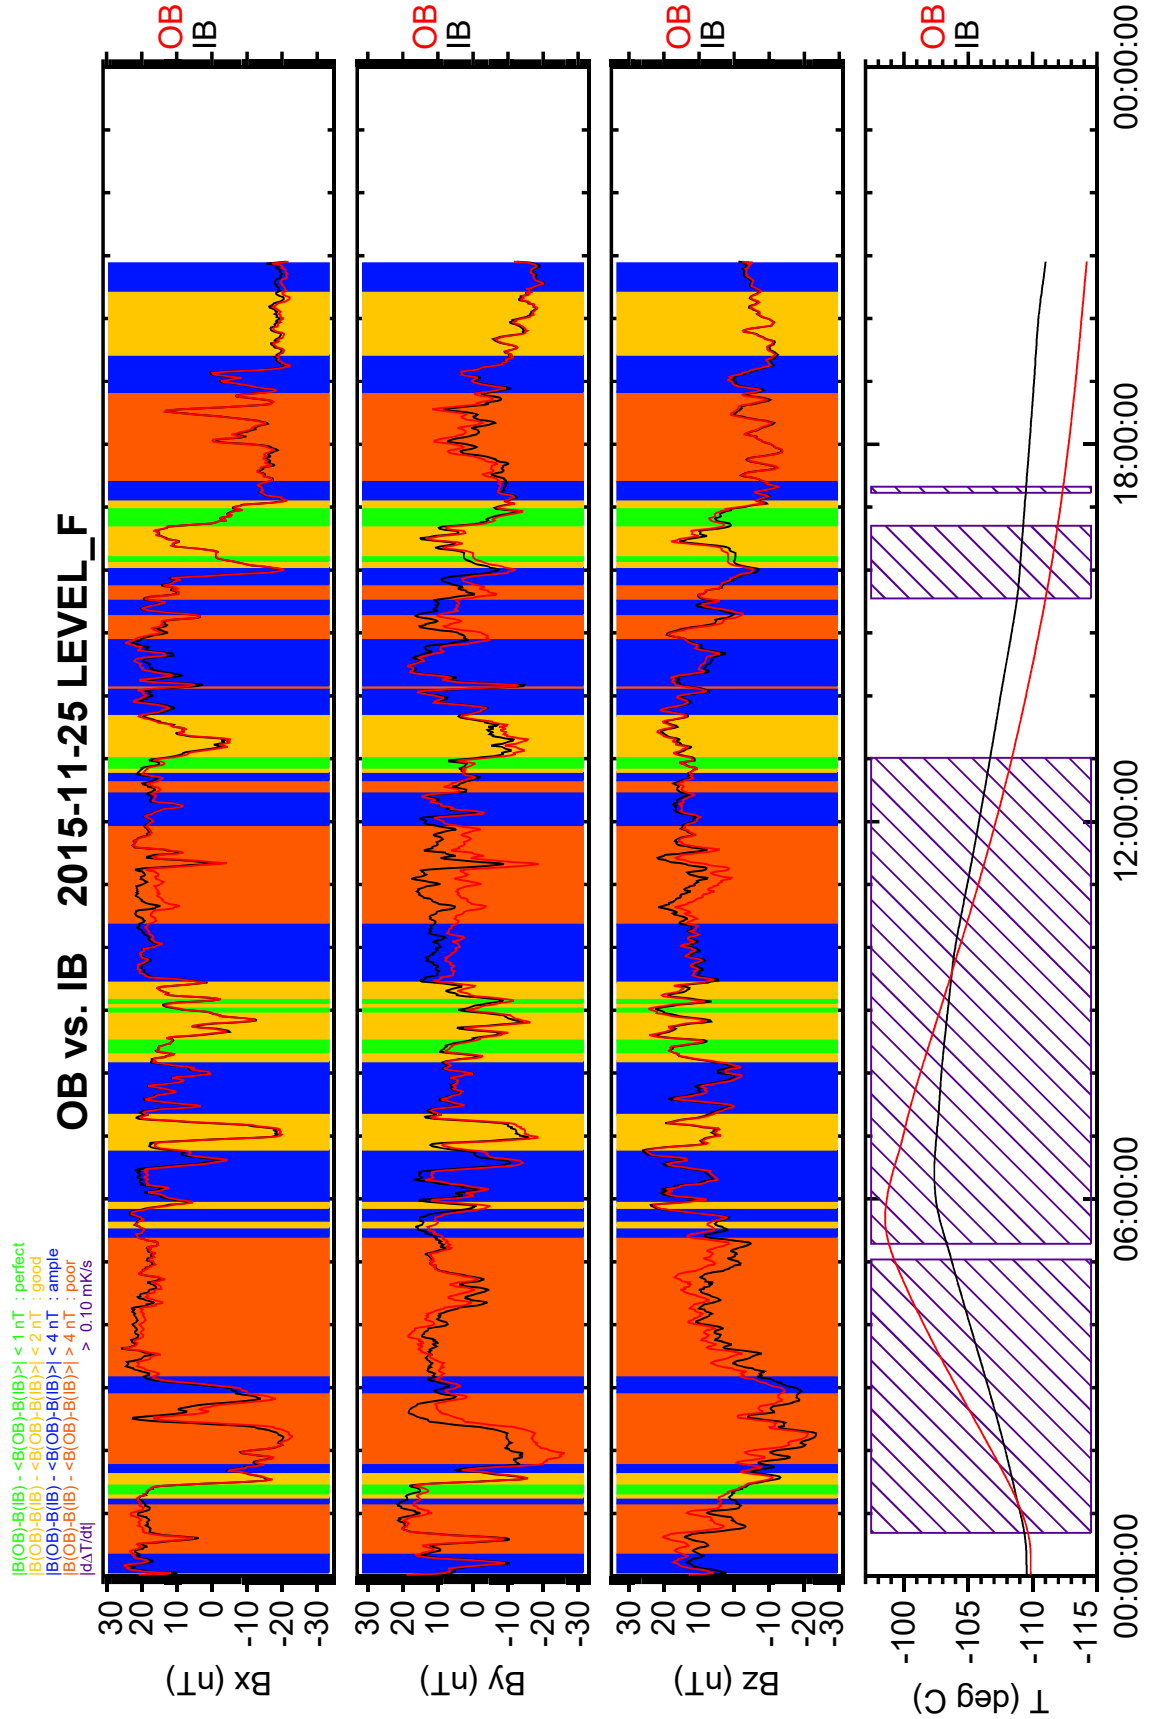 |B(OB)-B(IB) - <B(OB)-B(IB)>| < 1 nT : perfect
|B(OB)-B(IB) - <B(OB)-B(IB)>| < 2 nT : good
|B(OB)-B(IB) - <B(OB)-B(IB)>| < 4 nT : ample
|B(OB)-B(IB) - <B(OB)-B(IB)>| > 4 nT : poor
|dΔT/dt| > 0.10 mK/s
OB vs. IB 2015-11-25 LEVEL_F
Bx (nT)
30
20
10
0
-10
-20
-30
OB
IB
By (nT)
30
20
10
0
-10
-20
-30
OB
IB
Bz (nT)
30
20
10
0
-10
-20
-30
OB
IB
T (deg C)
-100
-105
-110
-115
OB
IB
00:00:00 06:00:00 12:00:00 18:00:00 00:00:00